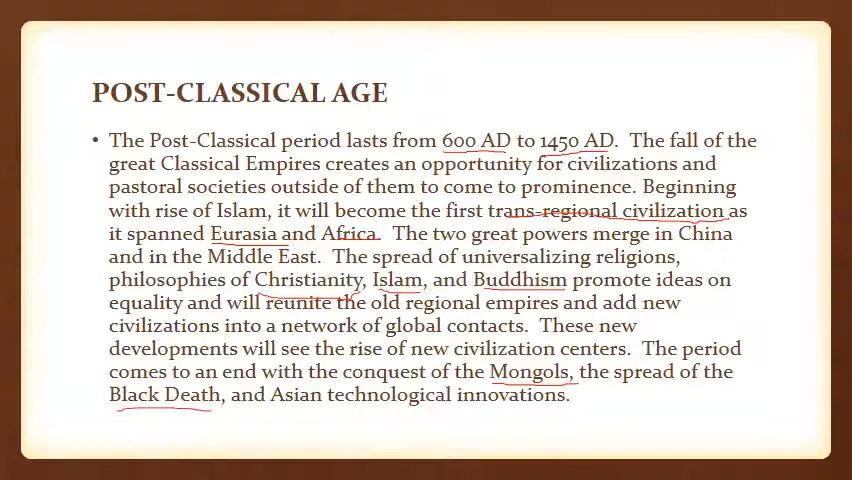 POST-CLASSICAL AGE
• The Post-Classical period lasts from 600 AD to 1450 AD. The fall of the
great Classical Empires creates an opportunity for civilizations and
pastoral societies outside of them to come to prominence. Beginning
with rise of Islam, it will become the first trans-regional civilization as
it spanned Eurasia and Africa. The two great powers merge in China
and in the Middle East. The spread of universalizing religions,
philosophies of Christianity, Islam, and Buddhism promote ideas on
equality and will reunite the old regional empires and add new
civilizations into a network of global contacts. These new
developments will see the rise of new civilization centers. The period
comes to an end with the conquest of the Mongols, the spread of the
Black Death, and Asian technological innovations.